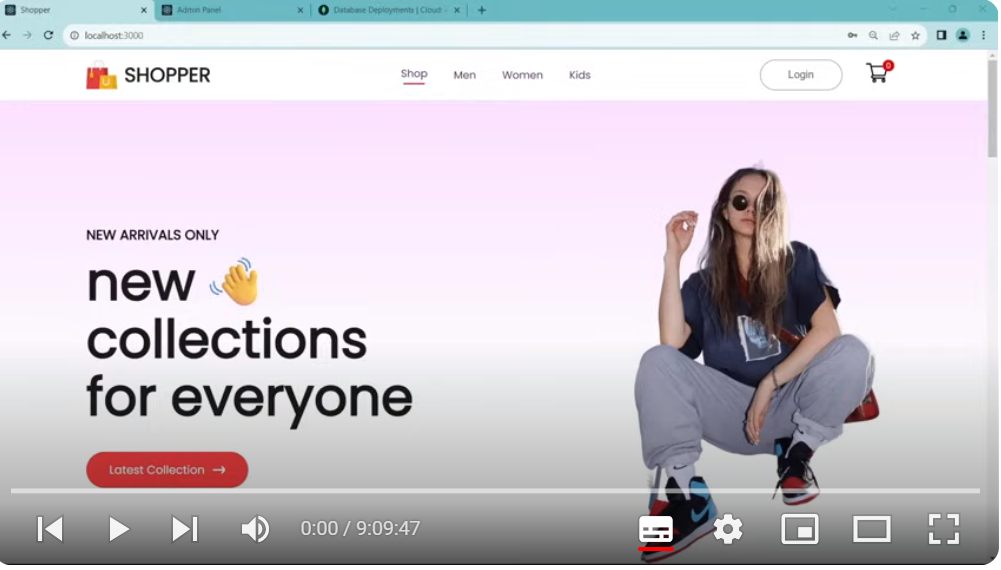 Shopper
Admin Panel
Database Deployments | Cloud:
localhost:3000
SHOPPER
Shop
Men
Women
Kids
Login
0
NEW ARRIVALS ONLY
new
collections
for everyone
Latest Collection
0:00 / 9:09:47